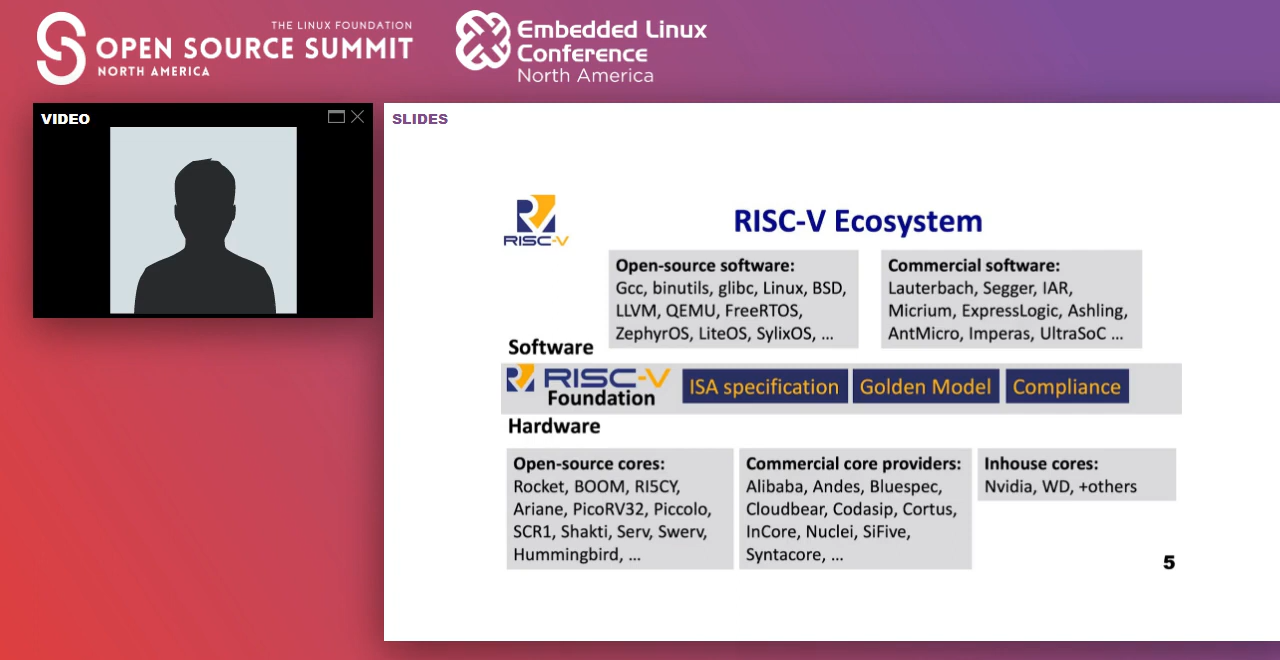 THE LINUX FOUNDATION
OPEN SOURCE SUMMIT
NORTH AMERICA
Embedded Linux
Conference
North America
VIDEO
SLIDES
RISC-V
RISC-V Ecosystem
Open-source software:
Gcc, binutils, glibc, Linux, BSD,
LLVM, QEMU, FreeRTOS,
ZephyrOS, LiteOS, SylixOS, ...
Commercial software:
Lauterbach, Segger, IAR,
Micrium, ExpressLogic, Ashling,
AntMicro, Imperas, UltraSoC ...
Software
RISC-V
Foundation
ISA specification
Golden Model
Compliance
Hardware
Open-source cores:
Rocket, BOOM, RI5CY,
Ariane, PicoRV32, Piccolo,
SCR1, Shakti, Serv, Swerv,
Hummingbird, ...
Commercial core providers:
Alibaba, Andes, Bluespec,
Cloudbear, Codasip, Cortus,
InCore, Nuclei, SiFive,
Syntacore, ...
Inhouse cores:
Nvidia, WD, +others
5